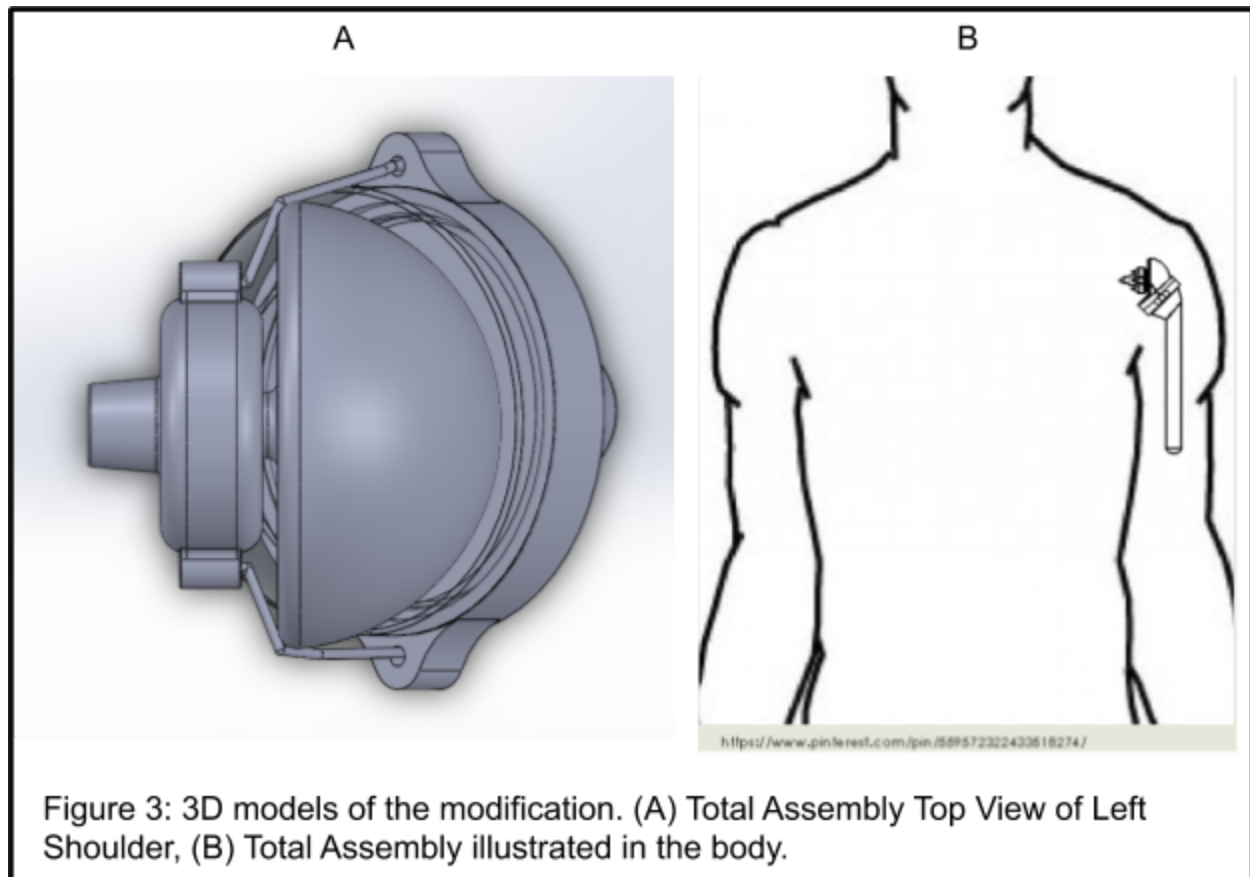 A
B
https://www.pinterest.com/pin/559572322433518274/
Figure 3: 3D models of the modification. (A) Total Assembly Top View of Left
Shoulder, (B) Total Assembly illustrated in the body.